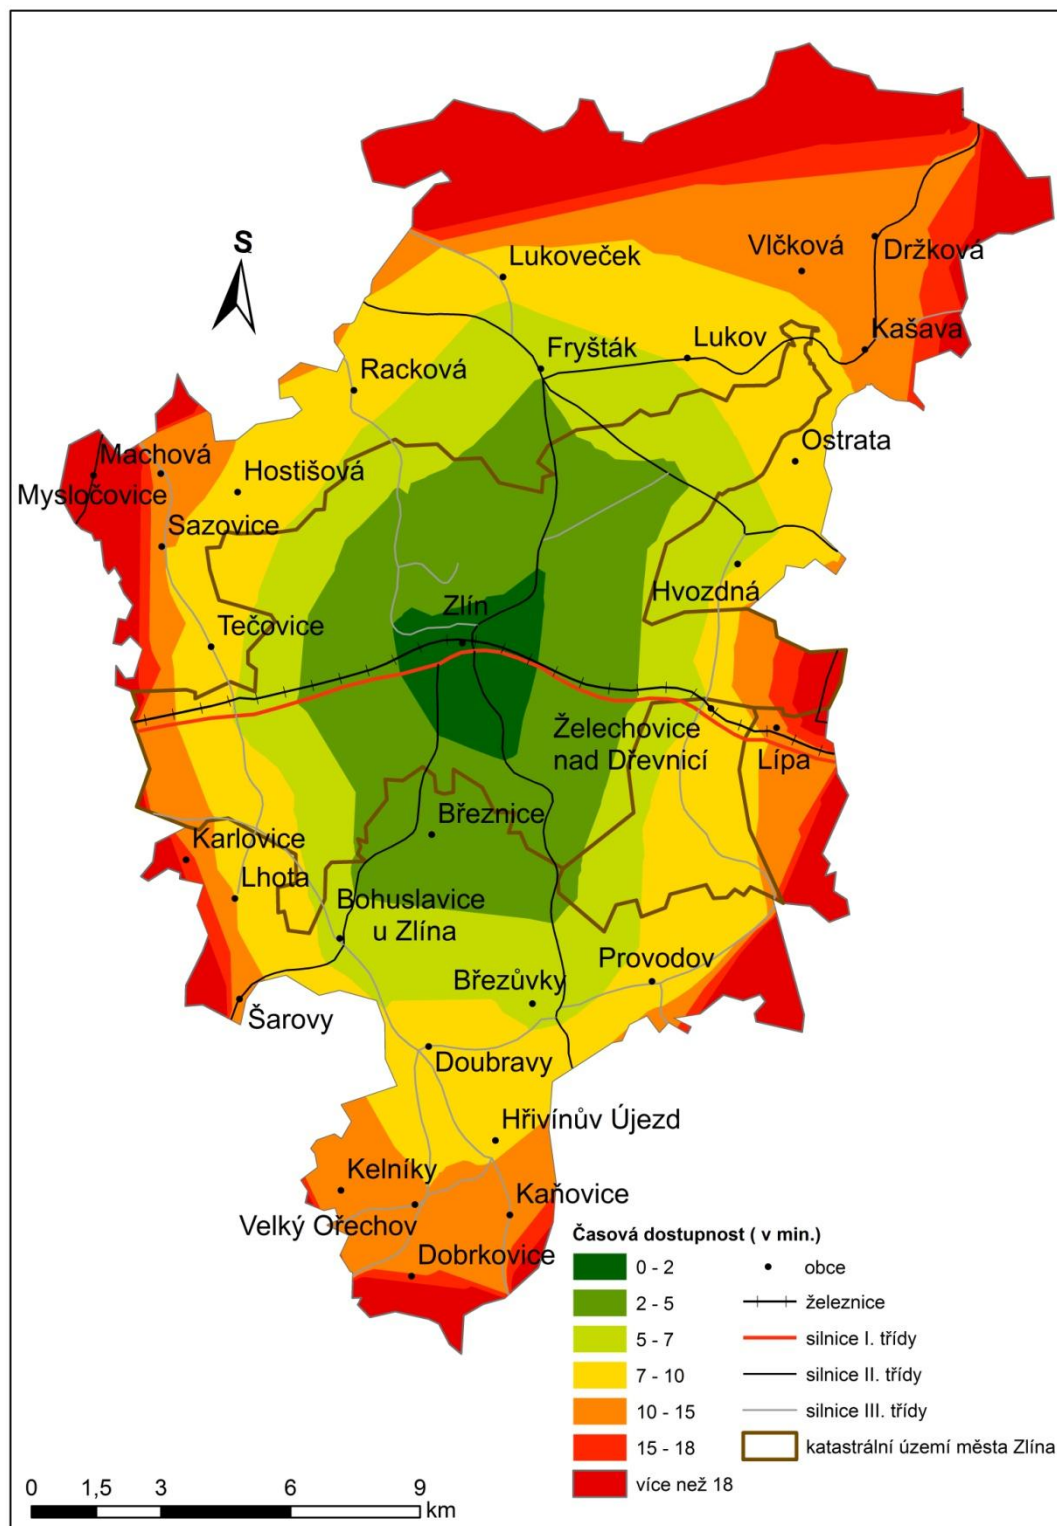 S
Lukoveček
Vlčková
Držková
Fryšták
Lukov
Kašava
Racková
Ostrata
Machová
Hostišová
Mysločovice
Sazovice
Hvozdná
Zlín
Tečovice
Želechovice
nad Dřevnicí
Lípa
Březnice
Karlovice
Lhota
Bohuslavice
u Zlína
Provodov
Březůvky
Šarovy
Doubravy
Hřivínův Újezd
Kelníky
Kaňovice
Velký Ořechov
Dobrkovice
Časová dostupnost ( v min.)
0 - 2
2 - 5
5 - 7
7 - 10
10 - 15
15 - 18
více než 18
obce
železnice
silnice I. třídy
silnice II. třídy
silnice III. třídy
katastrální území města Zlína
0 1,5 3 6 9
km